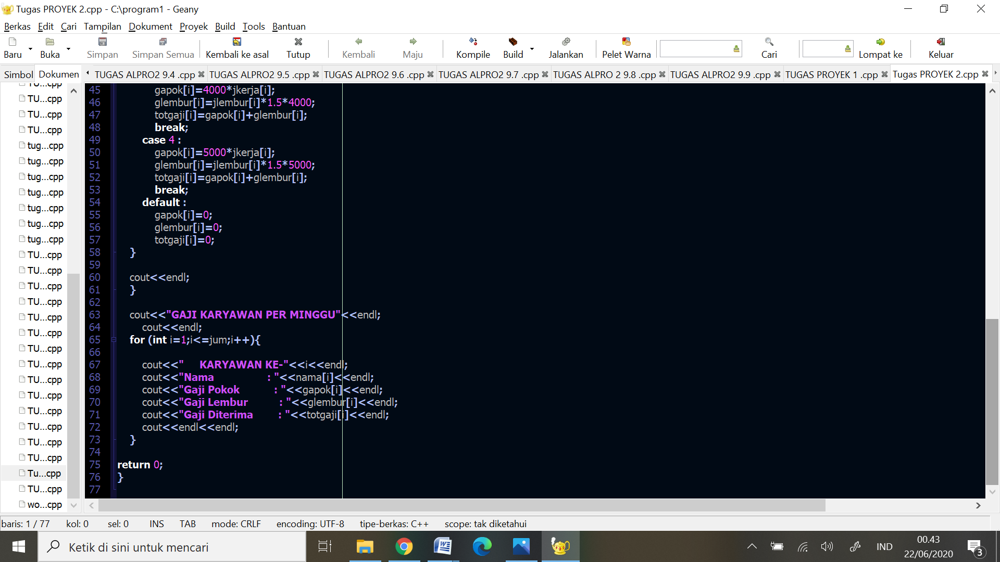 Tugas PROYEK 2.cpp - C:\program1 - Geany
Berkas Edit Cari Tampilan Dokument Proyek Build Tools Bantuan
Baru Buka Simpan Simpan Semua Kembali ke asal Tutup Kembali Maju Kompile Build Jalankan Pelet Warna Cari Lompat ke Keluar
Simbol Dokumen TUGAS ALPRO2 9.4 .cpp TUGAS ALPRO2 9.5 .cpp TUGAS ALPRO2 9.6 .cpp TUGAS ALPRO2 9.7 .cpp TUGAS ALPRO 2 9.8 .cpp TUGAS ALPRO2 9.9 .cpp TUGAS PROYEK 1 .cpp Tugas PROYEK 2.cpp
TU...cpp
TU...cpp
TU...cpp
TU...cpp
tug...cpp
tug...cpp
tug...cpp
tug...cpp
tug...cpp
tug...cpp
tug...cpp
TU...cpp
TU...cpp
TU...cpp
TU...cpp
TU...cpp
TU...cpp
TU...cpp
TU...cpp
TU...cpp
TU...cpp
TU...cpp
TU...cpp
TU...cpp
TU...cpp
Tu...cpp
TU...cpp
wo...cpp
45 gapok[i]=4000*jkerja[i];
46 glembur[i]=jlembur[i]*1.5*4000;
47 totgaji[i]=gapok[i]+glembur[i];
48 break;
49 case 4 :
50 gapok[i]=5000*jkerja[i];
51 glembur[i]=jlembur[i]*1.5*5000;
52 totgaji[i]=gapok[i]+glembur[i];
53 break;
54 default :
55 gapok[i]=0;
56 glembur[i]=0;
57 totgaji[i]=0;
58 }
59
60 cout<<endl;
61 }
62
63 cout<<"GAJI KARYAWAN PER MINGGU"<<endl;
64 cout<<endl;
65 for (int i=1;i<=jum;i++){
66
67 cout<<"     KARYAWAN KE-"<<i<<endl;
68 cout<<"Nama                 : "<<nama[i]<<endl;
69 cout<<"Gaji Pokok           : "<<gapok[i]<<endl;
70 cout<<"Gaji Lembur          : "<<glembur[i]<<endl;
71 cout<<"Gaji Diterima        : "<<totgaji[i]<<endl;
72 cout<<endl<<endl;
73 }
74
75 return 0;
76 }
77
baris: 1 / 77 kol: 0 sel: 0 INS TAB mode: CRLF encoding: UTF-8 tipe-berkas: C++ scope: tak diketahui
Ketik di sini untuk mencari
IND
00.43
22/06/2020
3